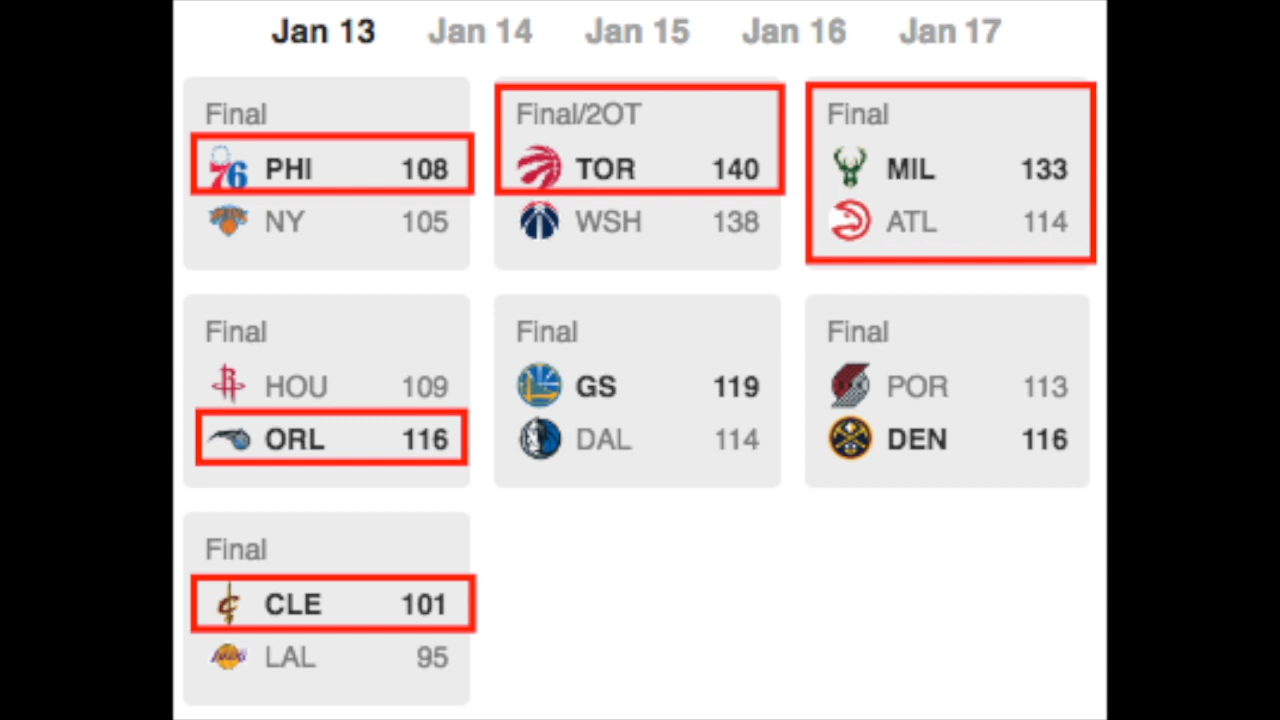 Jan 13 Jan 14 Jan 15 Jan 16 Jan 17
Final
76 PHI 108
NY 105
Final/2OT
TOR 140
WSH 138
Final
MIL 133
ATL 114
Final
HOU 109
ORL 116
Final
GS 119
DAL 114
Final
POR 113
DEN 116
Final
CLE 101
LAL 95